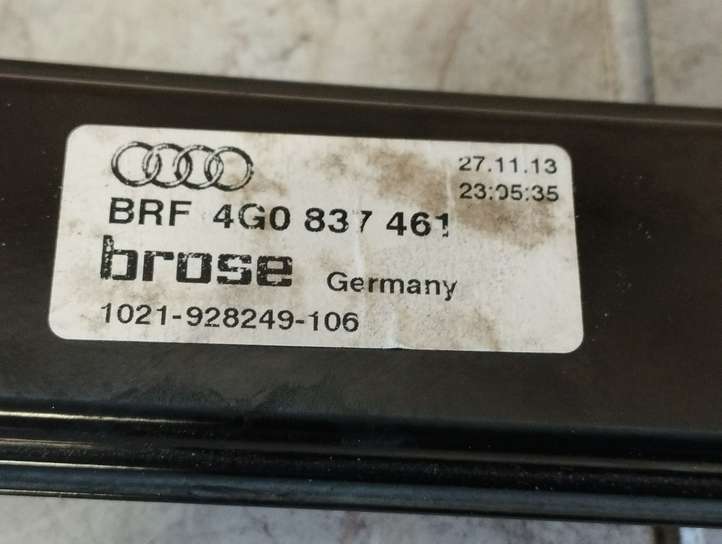 27.11.13
23:05:35
BRF 4G0 837 461
brose Germany
1021-928249-106